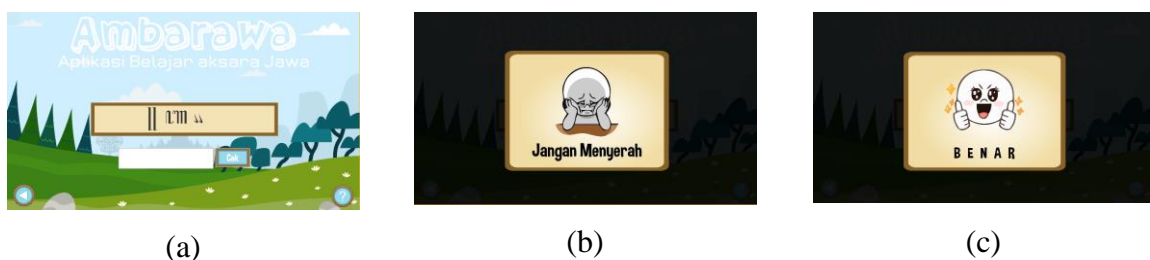 Ambarawa
Aplikasi Belajar aksara Jawa
Cek
?
Jangan Menyerah
BENAR
(a)
(b)
(c)